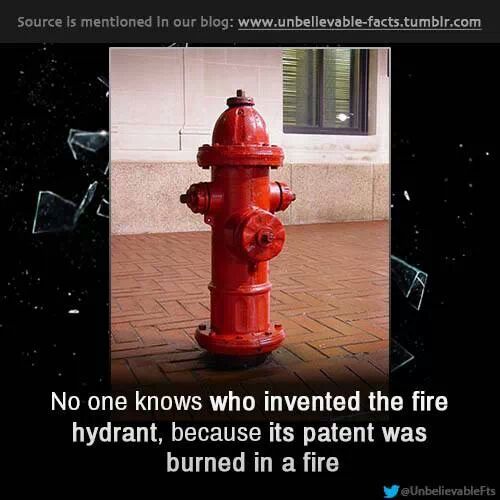 Source is mentioned in our blog: www.unbelievable-facts.tumblr.com
No one knows who invented the fire
hydrant, because its patent was
burned in a fire
@UnbelievableFts